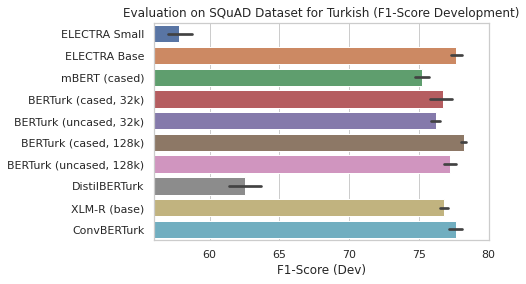 Evaluation on SQuAD Dataset for Turkish (F1-Score Development)
ELECTRA Small
ELECTRA Base
mBERT (cased)
BERTurk (cased, 32k)
BERTurk (uncased, 32k)
BERTurk (cased, 128k)
BERTurk (uncased, 128k)
DistilBERTurk
XLM-R (base)
ConvBERTurk
60 65 70 75 80
F1-Score (Dev)